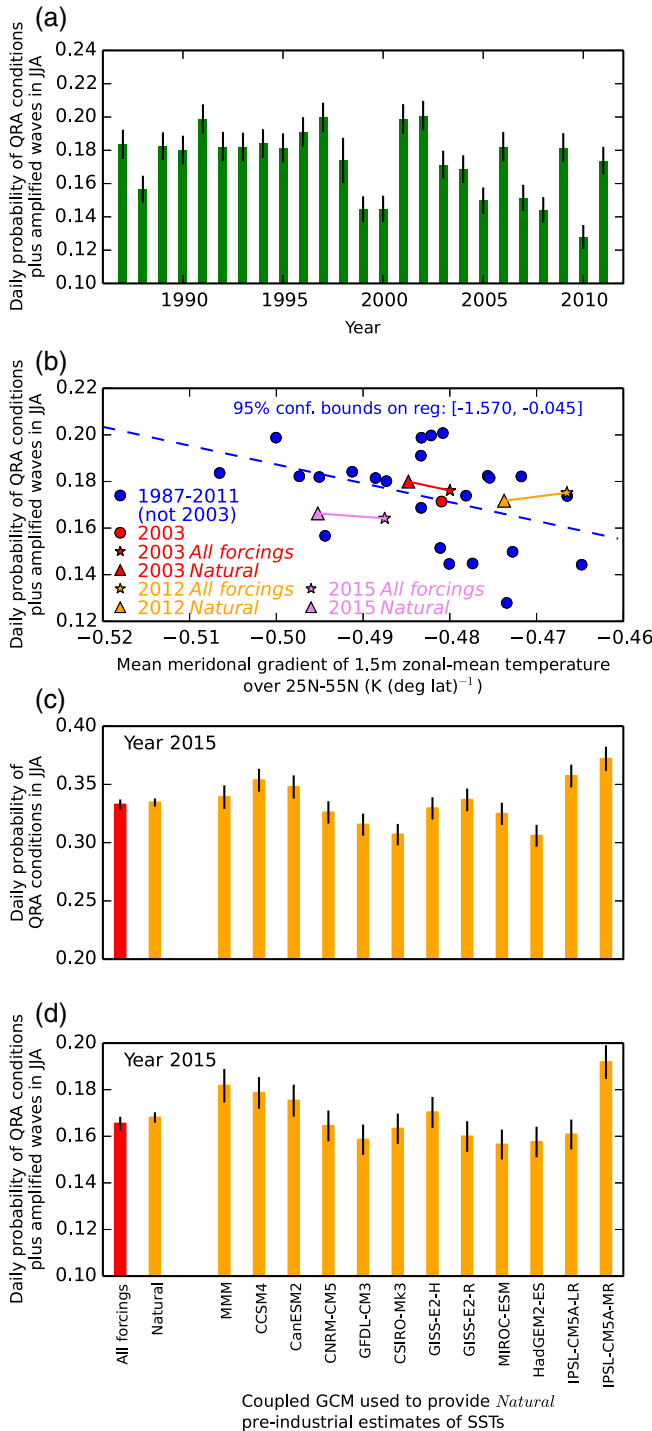 (a)
Daily probability of QRA conditions
plus amplified waves in JJA
0.24
0.22
0.20
0.18
0.16
0.14
0.12
0.10
1990
1995
2000
2005
2010
Year
(b)
Daily probability of QRA conditions
plus amplified waves in JJA
0.22
0.20
0.18
0.16
0.14
0.12
95% conf. bounds on reg: [-1.570, -0.045]
1987-2011
(not 2003)
2003
2003 All forcings
2003 Natural
2012 All forcings
2012 Natural
2015 All forcings
2015 Natural
−0.52
−0.51
−0.50
−0.49
−0.48
−0.47
−0.46
Mean meridonal gradient of 1.5m zonal-mean temperature
over 25N-55N (K (deg lat)⁻¹)
(c)
Daily probability of
QRA conditions in JJA
0.40
0.35
0.30
0.25
0.20
Year 2015
(d)
Daily probability of QRA conditions
plus amplified waves in JJA
0.20
0.18
0.16
0.14
0.12
0.10
Year 2015
All forcings
Natural
MMM
CCSM4
CanESM2
CNRM-CM5
GFDL-CM3
CSIRO-Mk3
GISS-E2-H
GISS-E2-R
MIROC-ESM
HadGEM2-ES
IPSL-CM5A-LR
IPSL-CM5A-MR
Coupled GCM used to provide Natural
pre-industrial estimates of SSTs